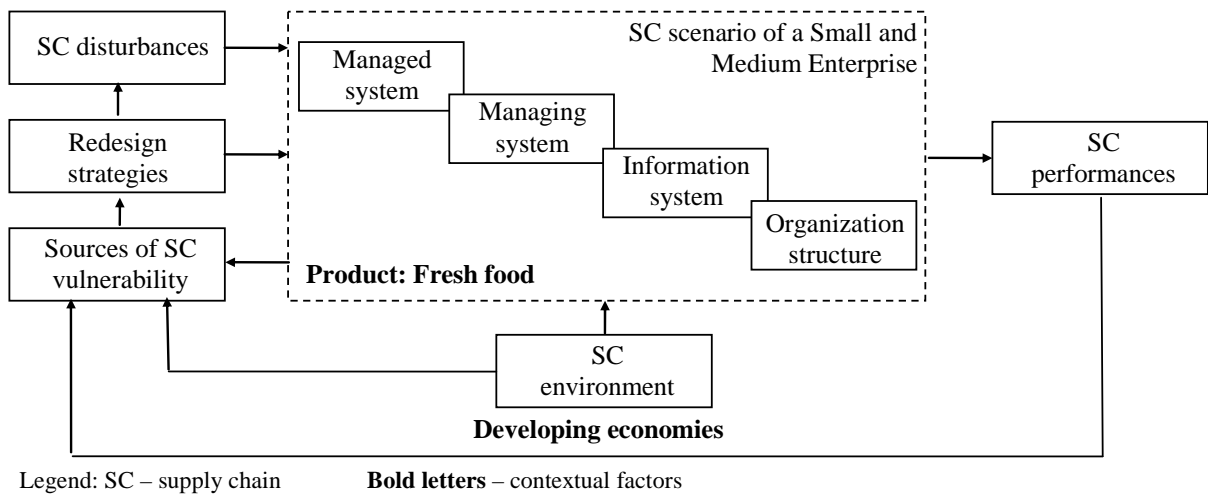 SC disturbances
SC scenario of a Small and
Medium Enterprise
Managed
system
Managing
system
Redesign
strategies
SC
performances
Information
system
Sources of SC
vulnerability
Organization
structure
Product: Fresh food
SC
environment
Developing economies
Legend: SC – supply chain Bold letters – contextual factors